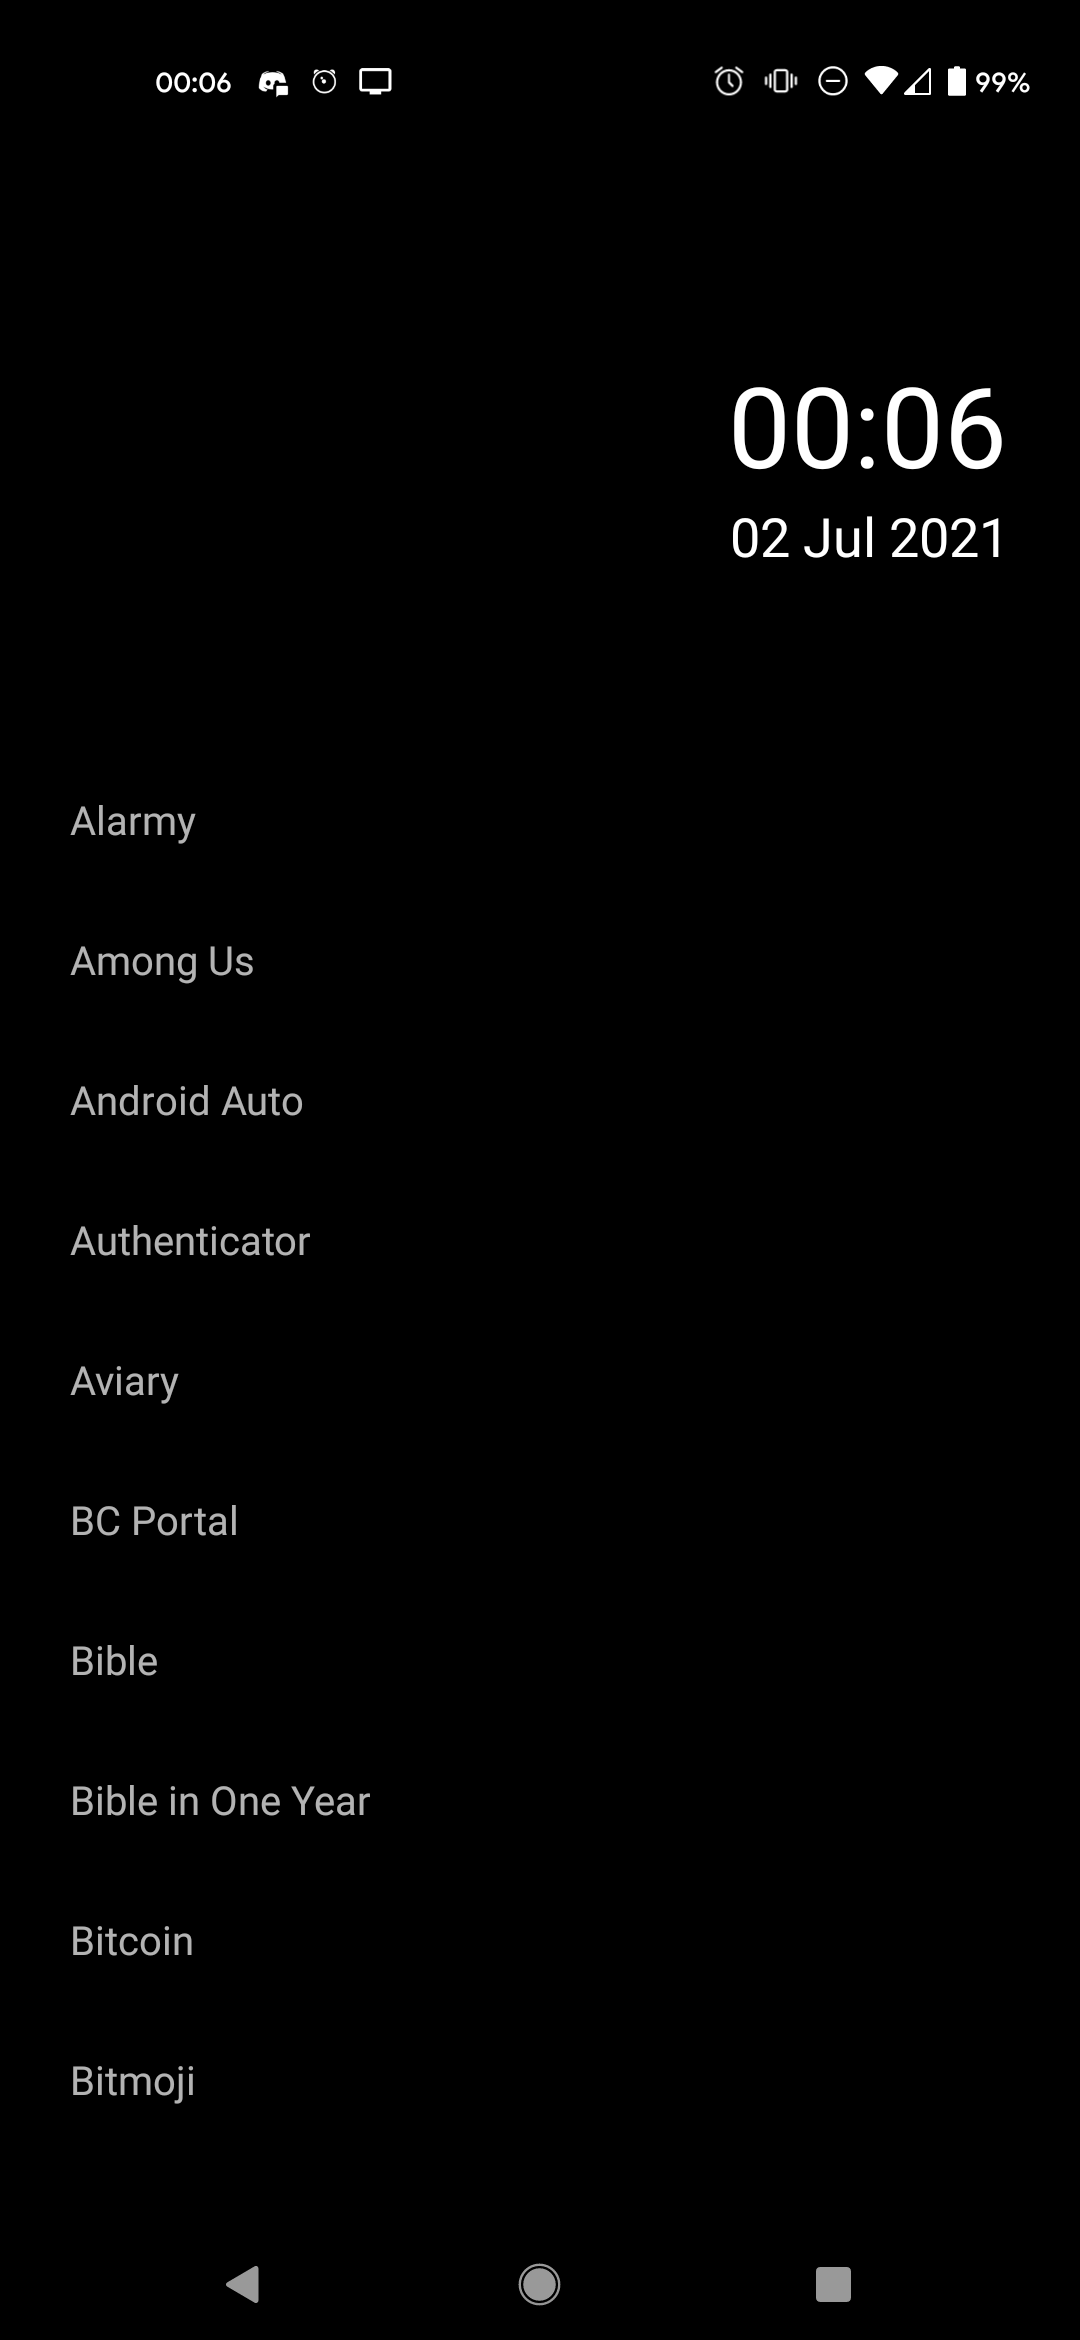 00:06 99%
00:06
02 Jul 2021
Alarmy
Among Us
Android Auto
Authenticator
Aviary
BC Portal
Bible
Bible in One Year
Bitcoin
Bitmoji